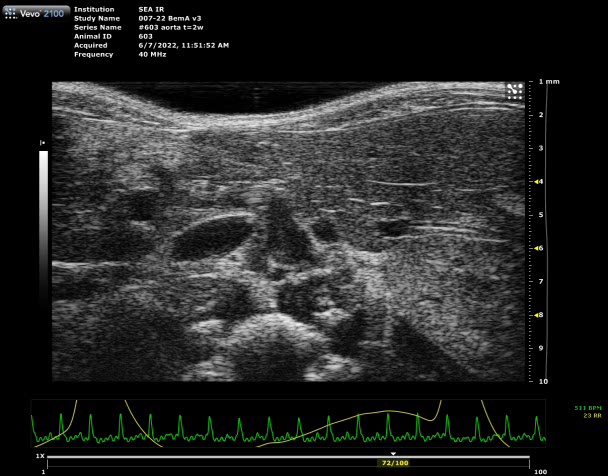 Vevo 2100
Institution SEA IR
Study Name 007-22 BemA v3
Series Name #603 aorta t=2w
Animal ID 603
Acquired 6/7/2022, 11:51:52 AM
Frequency 40 MHz
1 mm
2
3
4
5
6
7
8
9
10
511 BPM
23 RR
1X
72/100
1
100